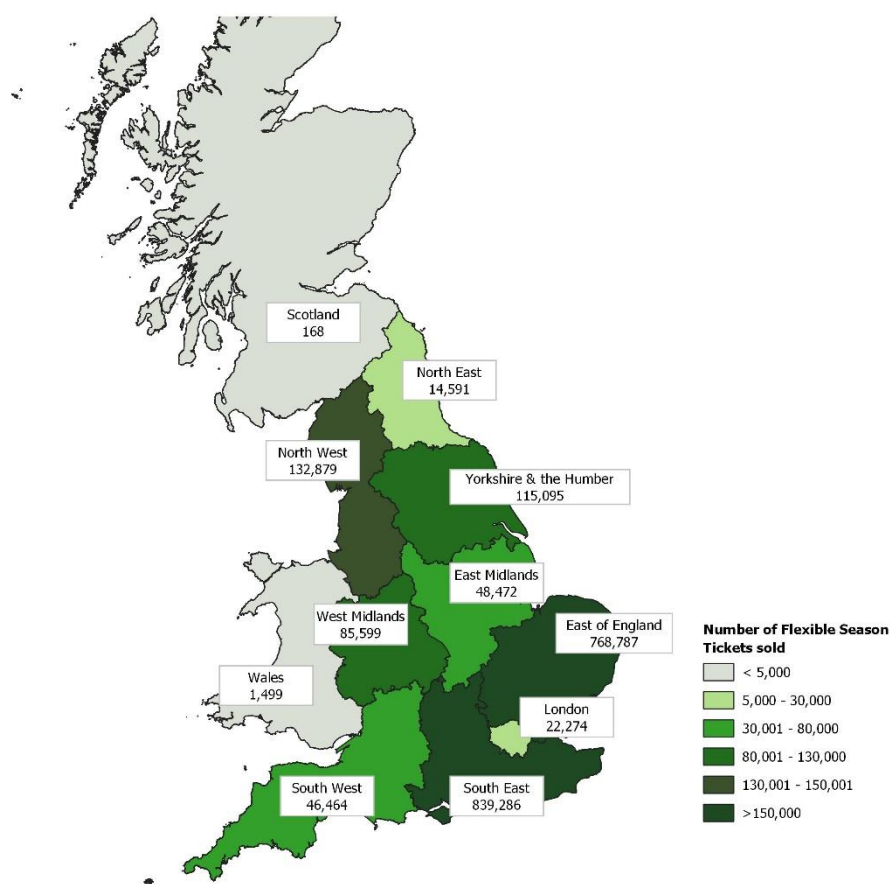 Scotland
168
North East
14,591
North West
132,879
Yorkshire & the Humber
115,095
East Midlands
48,472
West Midlands
85,599
East of England
768,787
Wales
1,499
London
22,274
South West
46,464
South East
839,286
Number of Flexible Season
Tickets sold
< 5,000
5,000 - 30,000
30,001 - 80,000
80,001 - 130,000
130,001 - 150,001
>150,000